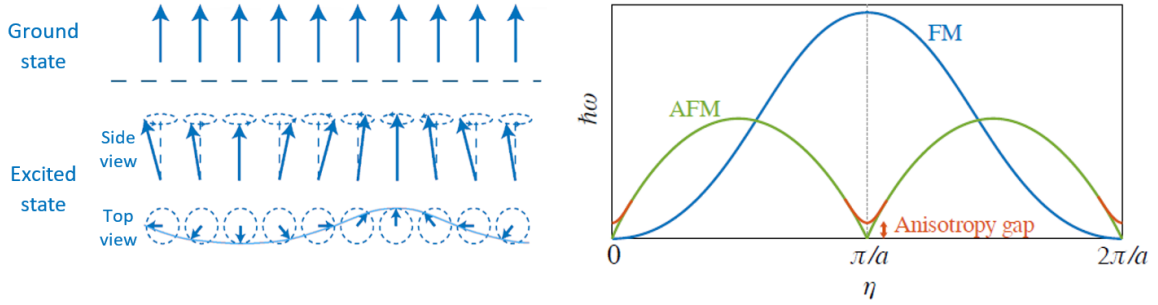 Ground
state
Side
view
Excited
state
Top
view
FM
AFM
ħω
Anisotropy gap
0
π/a
2π/a
η